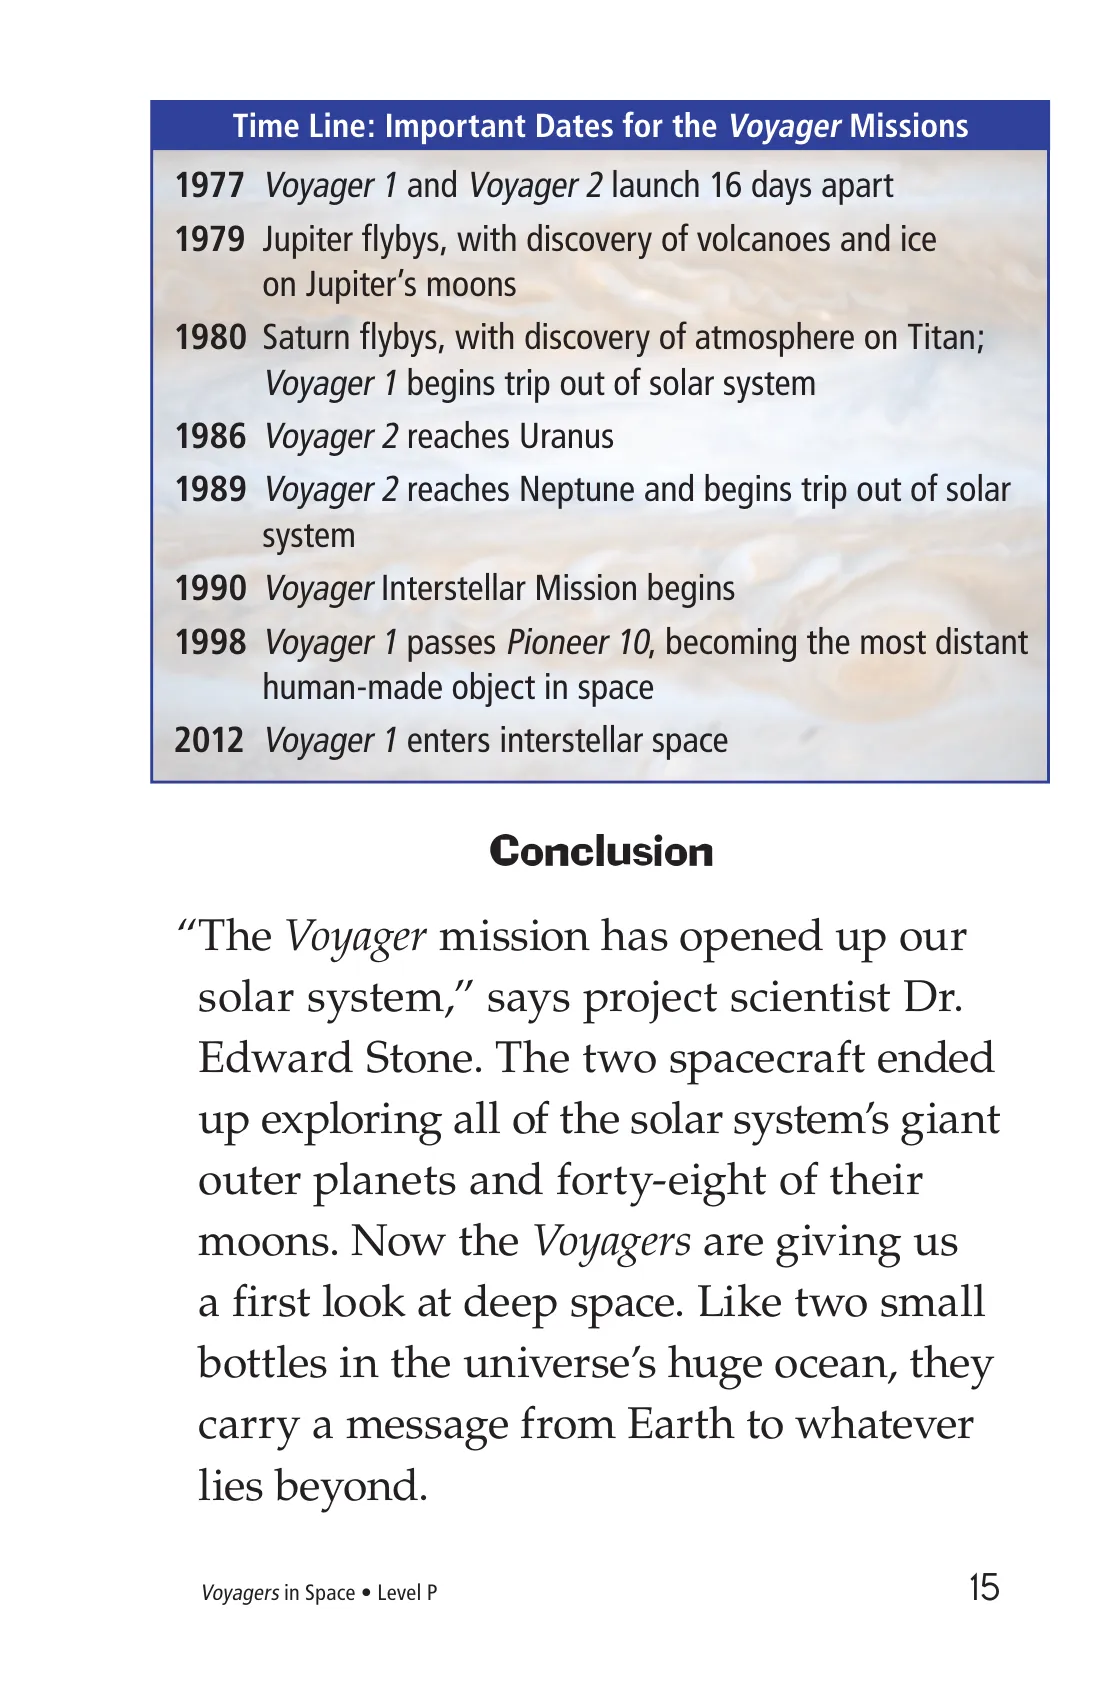 Time Line: Important Dates for the Voyager Missions
1977 Voyager 1 and Voyager 2 launch 16 days apart
1979 Jupiter flybys, with discovery of volcanoes and ice
on Jupiter’s moons
1980 Saturn flybys, with discovery of atmosphere on Titan;
Voyager 1 begins trip out of solar system
1986 Voyager 2 reaches Uranus
1989 Voyager 2 reaches Neptune and begins trip out of solar
system
1990 Voyager Interstellar Mission begins
1998 Voyager 1 passes Pioneer 10, becoming the most distant
human-made object in space
2012 Voyager 1 enters interstellar space
Conclusion
“The Voyager mission has opened up our
solar system,” says project scientist Dr.
Edward Stone. The two spacecraft ended
up exploring all of the solar system’s giant
outer planets and forty-eight of their
moons. Now the Voyagers are giving us
a first look at deep space. Like two small
bottles in the universe’s huge ocean, they
carry a message from Earth to whatever
lies beyond.
Voyagers in Space • Level P 15